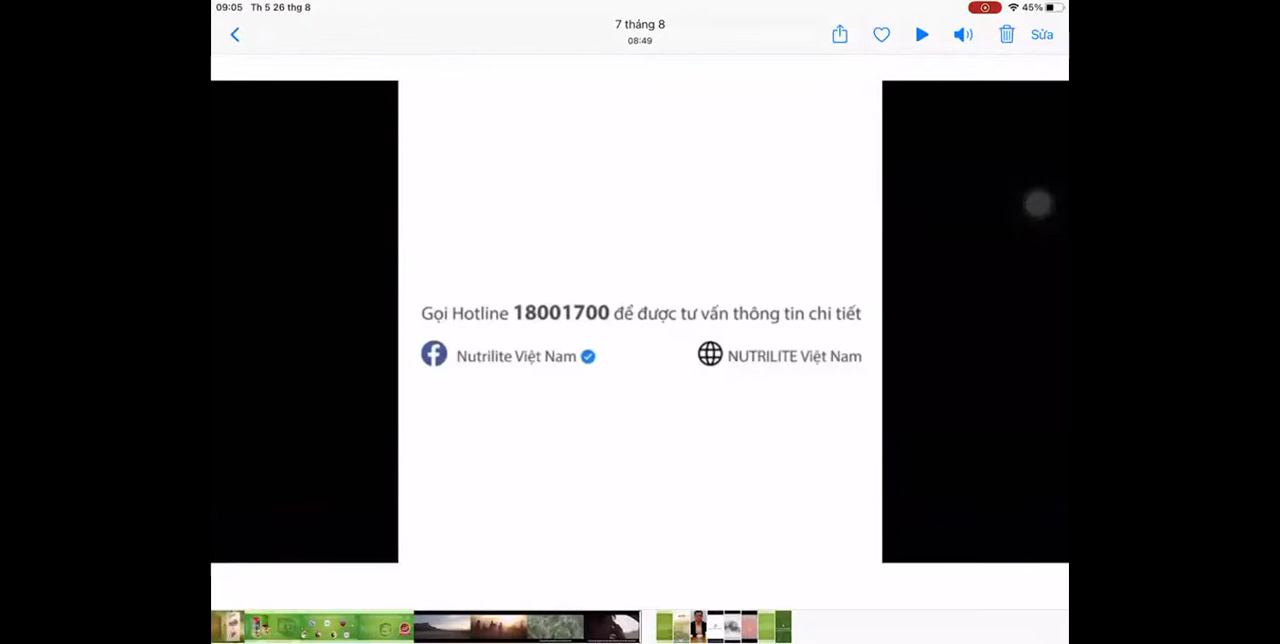 09:05 Th 5 26 thg 8
45%
7 tháng 8
08:49
Sửa
Gọi Hotline 18001700 để được tư vấn thông tin chi tiết
Nutrilite Việt Nam
NUTRILITE Việt Nam